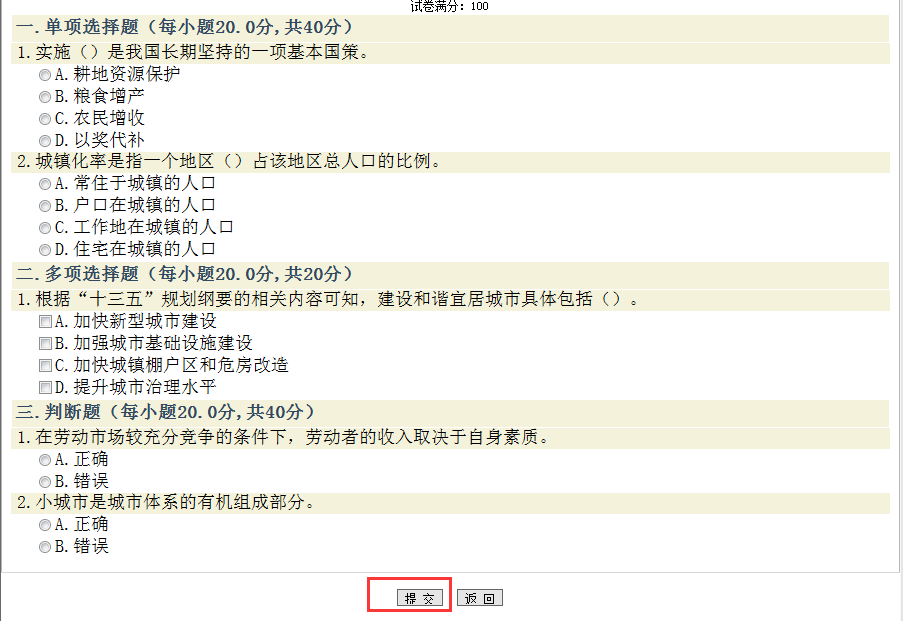 试卷满分：100
一.单项选择题（每小题20.0分,共40分）
1.实施（）是我国长期坚持的一项基本国策。
A.耕地资源保护
B.粮食增产
C.农民增收
D.以奖代补
2.城镇化率是指一个地区（）占该地区总人口的比例。
A.常住于城镇的人口
B.户口在城镇的人口
C.工作地在城镇的人口
D.住宅在城镇的人口
二.多项选择题（每小题20.0分,共20分）
1.根据“十三五”规划纲要的相关内容可知，建设和谐宜居城市具体包括（）。
A.加快新型城市建设
B.加强城市基础设施建设
C.加快城镇棚户区和危房改造
D.提升城市治理水平
三.判断题（每小题20.0分,共40分）
1.在劳动市场较充分竞争的条件下，劳动者的收入取决于自身素质。
A.正确
B.错误
2.小城市是城市体系的有机组成部分。
A.正确
B.错误
提 交 返 回